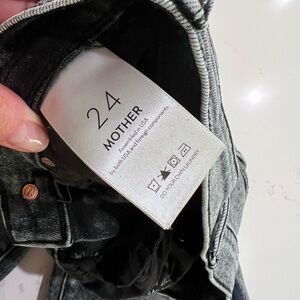 24
MOTHER
Assembled in USA
by both USA and foreign components.
DO YOUR OWN LAUNDRY